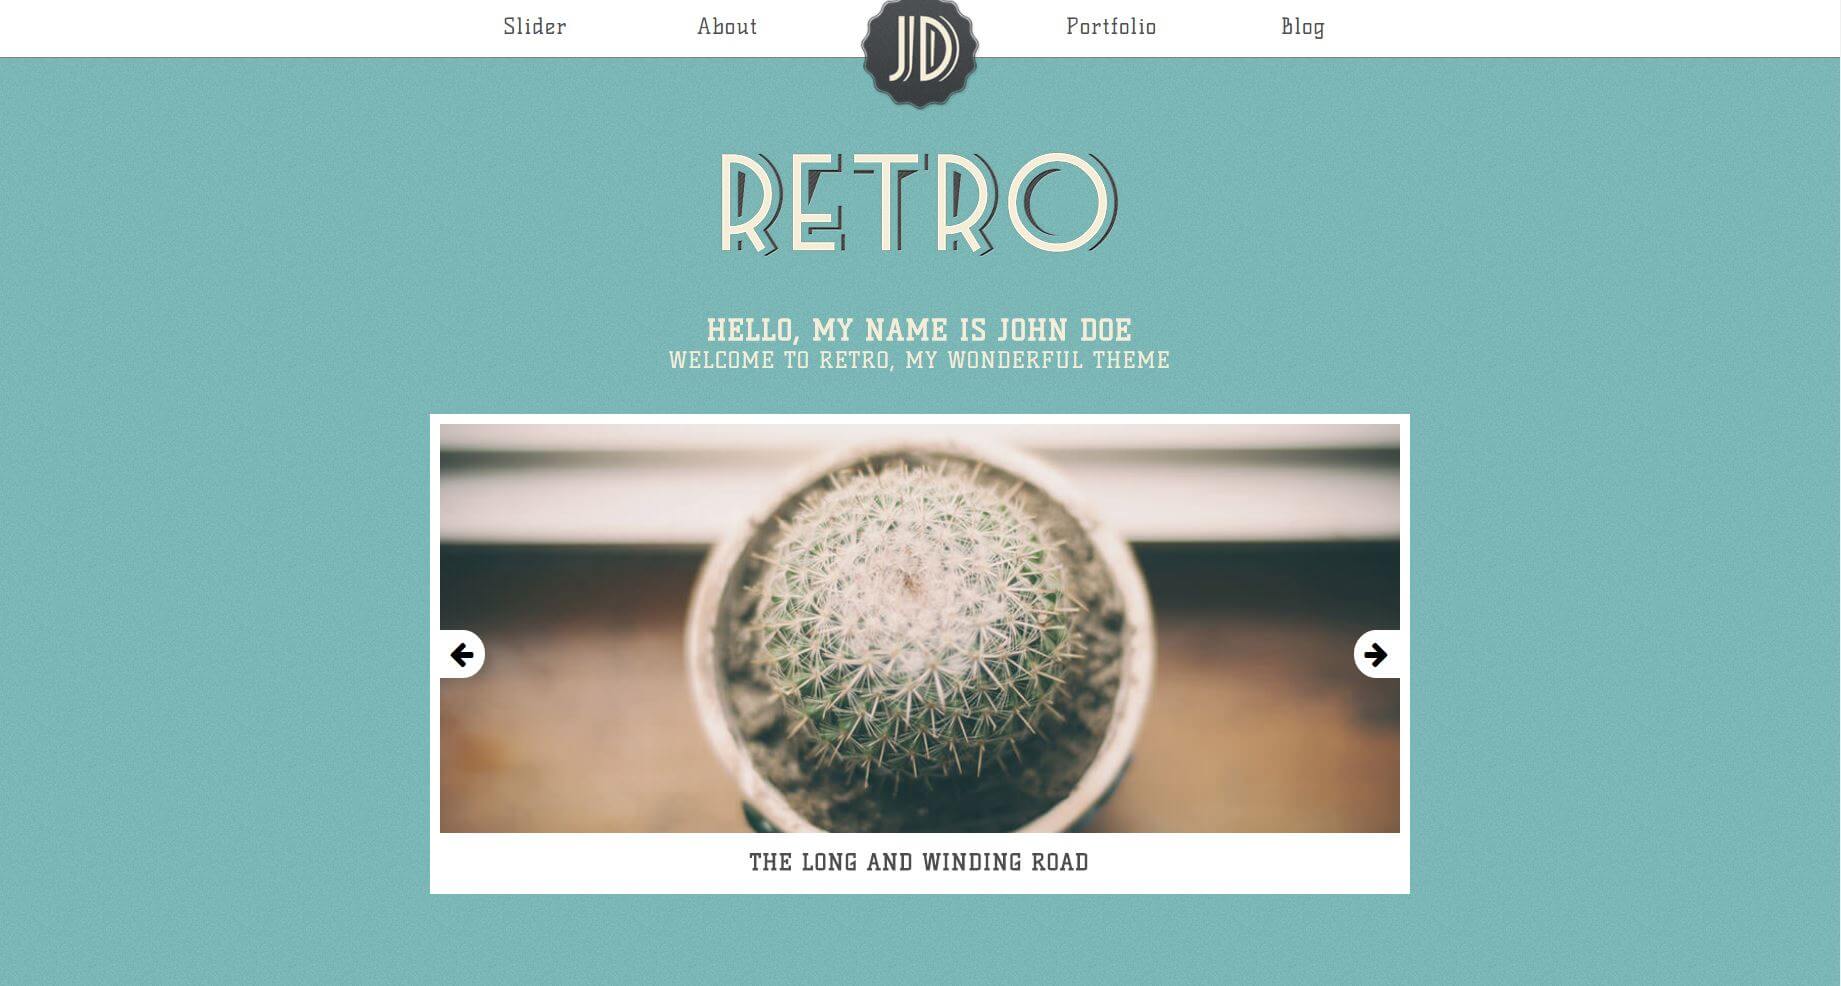 Slider
About
JD
Portfolio
Blog
RETRO
HELLO, MY NAME IS JOHN DOE
WELCOME TO RETRO, MY WONDERFUL THEME
THE LONG AND WINDING ROAD